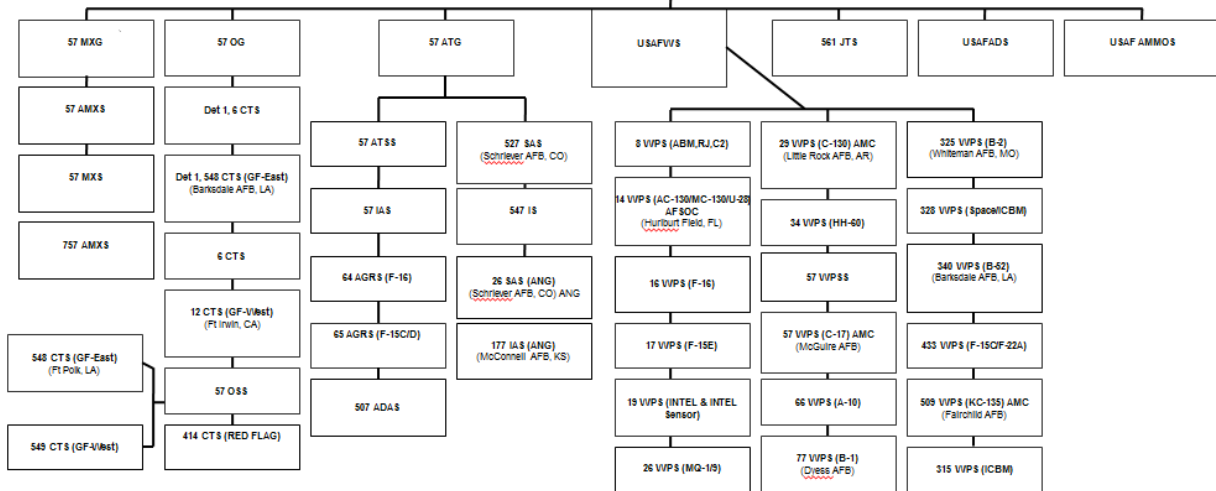 57 MXG
57 OG
57 ATG
USAFWS
561 JTS
USAFADS
USAF AMMOS
57 AMXS
57 MXS
757 AMXS
Det 1, 6 CTS
Det 1, 548 CTS (GF-East)
(Barksdale AFB, LA)
6 CTS
12 CTS (GF-West)
(Ft Irwin, CA)
57 OSS
414 CTS (RED FLAG)
548 CTS (GF-East)
(Ft Polk, LA)
549 CTS (GF-West)
57 ATSS
57 IAS
64 AGRS (F-16)
65 AGRS (F-15C/D)
507 ADAS
527 SAS
(Schriever AFB, CO)
547 IS
26 SAS (ANG)
(Schriever AFB, CO) ANG
177 IAS (ANG)
(McConnell AFB, KS)
8 WPS (ABM,RJ,C2)
14 WPS (AC-130/MC-130/U-28)
AFSOC
(Hurlburt Field, FL)
16 WPS (F-16)
17 WPS (F-15E)
19 WPS (INTEL & INTEL
Sensor)
26 WPS (MQ-1/9)
29 WPS (C-130) AMC
(Little Rock AFB, AR)
34 WPS (HH-60)
57 WPSS
57 WPS (C-17) AMC
(McGuire AFB)
66 WPS (A-10)
77 WPS (B-1)
(Dyess AFB)
325 WPS (B-2)
(Whiteman AFB, MO)
328 WPS (Space/ICBM)
340 WPS (B-52)
(Barksdale AFB, LA)
433 WPS (F-15C/F-22A)
509 WPS (KC-135) AMC
(Fairchild AFB)
315 WPS (ICBM)